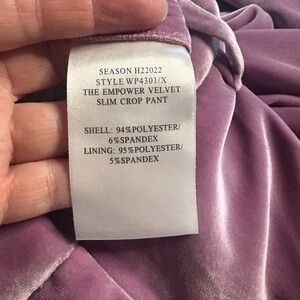 SEASON H22022
STYLE WP4301/X
THE EMPOWER VELVET
SLIM CROP PANT
SHELL: 94%POLYESTER/
6%SPANDEX
LINING: 95%POLYESTER/
5%SPANDEX